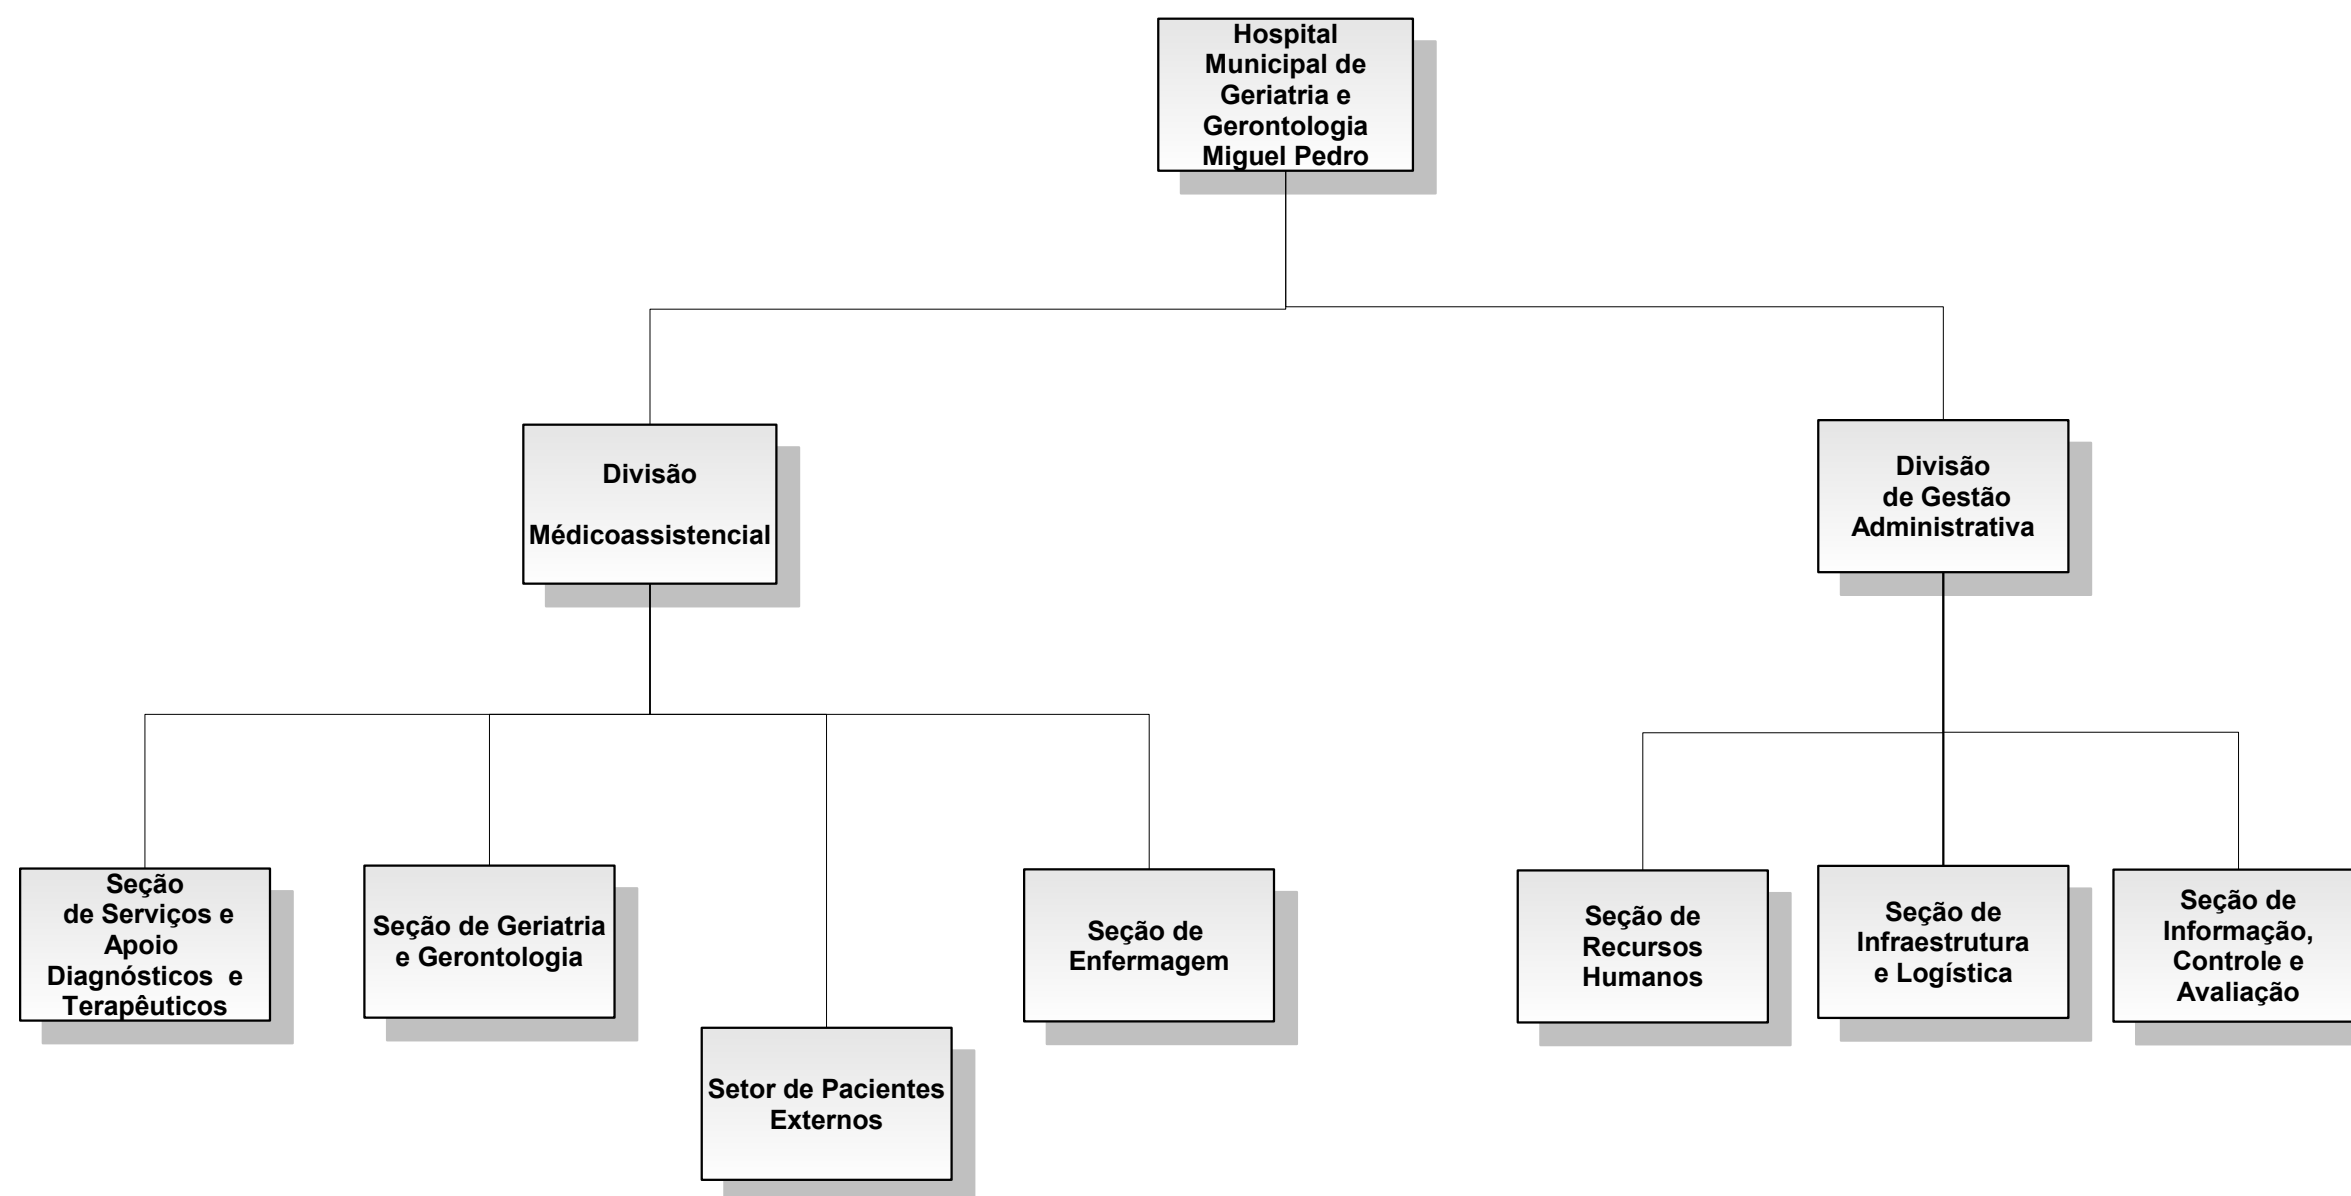 Hospital
Municipal de
Geriatria e
Gerontologia
Miguel Pedro
Divisão
Médicoassistencial
Divisão
de Gestão
Administrativa
Seção
de Serviços e
Apoio
Diagnósticos e
Terapêuticos
Seção de Geriatria
e Gerontologia
Setor de Pacientes
Externos
Seção de
Enfermagem
Seção de
Recursos
Humanos
Seção de
Infraestrutura
e Logística
Seção de
Informação,
Controle e
Avaliação